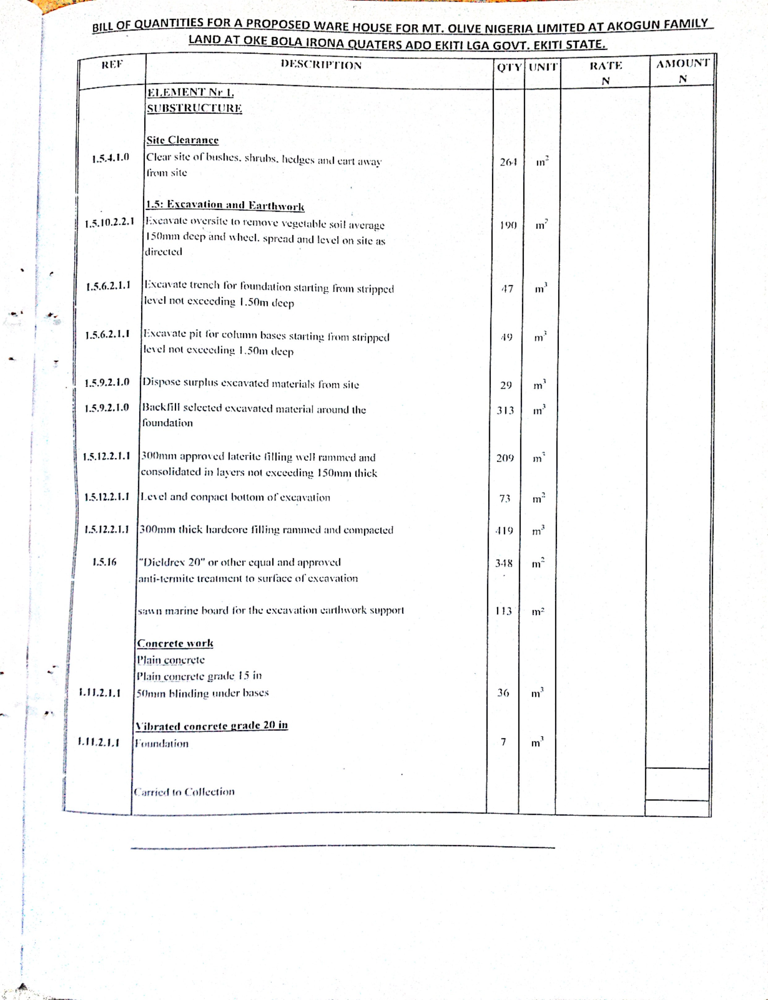 BILL OF QUANTITIES FOR A PROPOSED WARE HOUSE FOR MT. OLIVE NIGERIA LIMITED AT AKOGUN FAMILY
LAND AT OKE BOLA IRONA QUATERS ADO EKITI LGA GOVT. EKITI STATE.
REF DESCRIPTION QTY UNIT RATE AMOUNT
N N
ELEMENT Nr 1.
SUBSTRUCTURE
Site Clearance
1.5.4.1.0 Clear site of bushes, shrubs, hedges and cart away 264 m²
from site
1.5: Excavation and Earthwork
1.5.10.2.2.1 Excavate oversite to remove vegetable soil average 190 m²
150mm deep and wheel, spread and level on site as
directed
1.5.6.2.1.1 Excavate trench for foundation starting from stripped 47 m³
level not exceeding 1.50m deep
1.5.6.2.1.1 Excavate pit for column bases starting from stripped 49 m³
level not exceeding 1.50m deep
1.5.9.2.1.0 Dispose surplus excavated materials from site 29 m³
1.5.9.2.1.0 Backfill selected excavated material around the 313 m³
foundation
1.5.12.2.1.1 300mm approved laterite filling well rammed and 209
consolidated in layers not exceeding 150mm thick
1.5.12.2.1.1 Level and conpact bottom of excavation 73 m²
1.5.12.2.1.1 300mm thick hardcore filling rammed and compacted 419 m³
1.5.16 "Dieldrex 20" or other equal and approved 348 m²
anti-termite treatment to surface of excavation
sawn marine board for the excavation earthwork support 113 m²
Concrete work
Plain concrete
Plain concrete grade 15 in
1.11.2.1.1 50mm blinding under bases 36 m³
Vibrated concrete grade 20 in
1.11.2.1.1 Foundation 7 m³
Carried to Collection